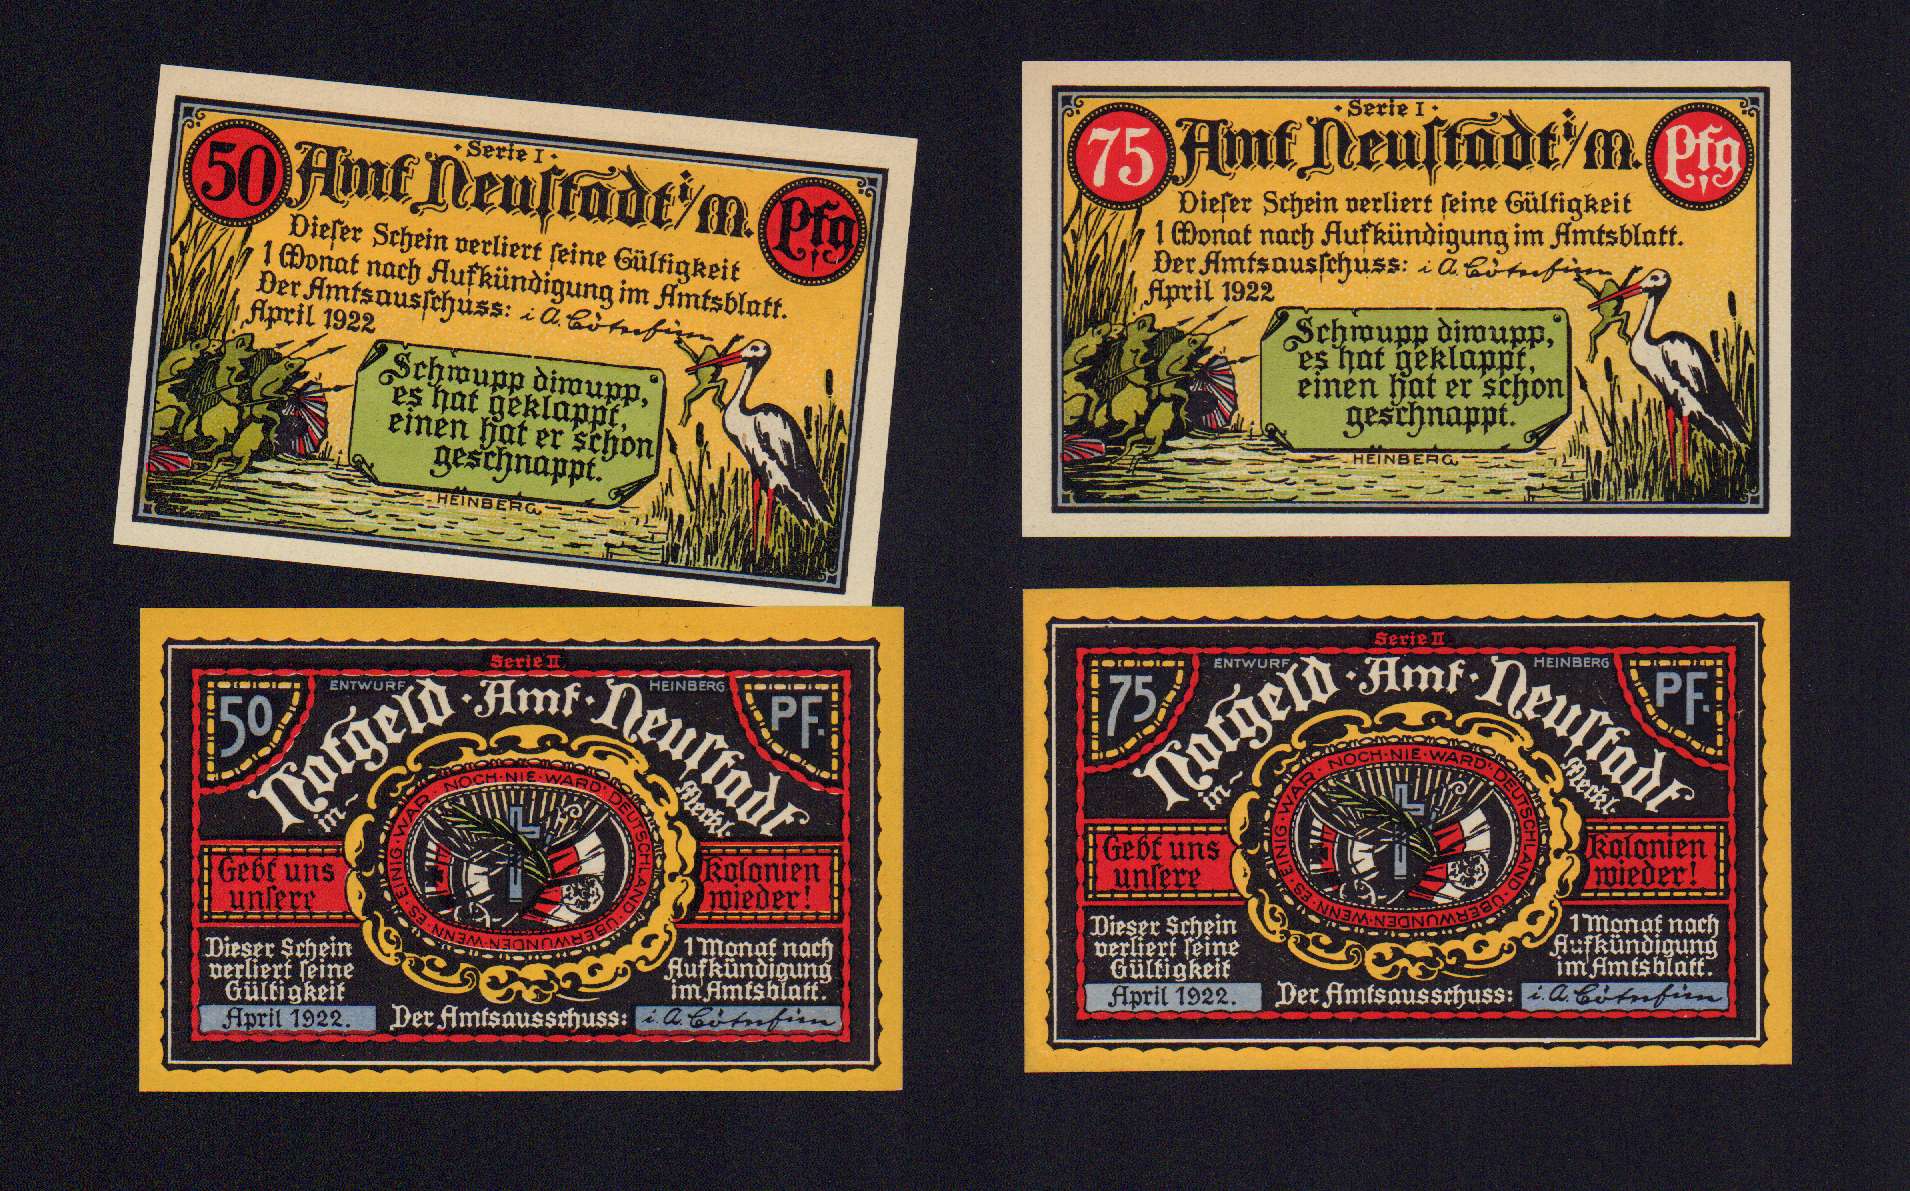 · Serie I ·
50 Amt Neuſtadt i/M. Pfg
Dieſer Schein verliert ſeine Gültigkeit
1 Monat nach Aufkündigung im Amtsblatt.
Der Amtsausſchuss: i A.
April 1922
Schwupp diwupp,
es hat geklappt,
einen hat er schon
geschnappt.
HEINBERG
· Serie I ·
75 Amt Neuſtadt i/M. Pfg
Dieſer Schein verliert ſeine Gültigkeit
1 Monat nach Aufkündigung im Amtsblatt.
Der Amtsausſchuss: i A.
April 1922
Schwupp diwupp,
es hat geklappt,
einen hat er schon
geschnappt.
HEINBERG
Serie II
ENTWURF HEINBERG
50 PF.
Notgeld · Amt · Neuſtadt
in Meckl.
NOCH · NIE · WARD · DEUTSCHLAND · ÜBERWUNDEN · WENN · ES · EINIG · WAR ·
Gebt uns Kolonien
unſere wieder!
Dieser Schein
verliert ſeine
Gültigkeit
1 Monat nach
Aufkündigung
im Amtsblatt.
April 1922. Der Amtsausschuss: i. A.
Serie II
ENTWURF HEINBERG
75 PF.
Notgeld · Amt · Neuſtadt
in Meckl.
NOCH · NIE · WARD · DEUTSCHLAND · ÜBERWUNDEN · WENN · ES · EINIG · WAR ·
Gebt uns Kolonien
unſere wieder!
Dieser Schein
verliert ſeine
Gültigkeit
1 Monat nach
Aufkündigung
im Amtsblatt.
April 1922. Der Amtsausschuss: i. A.